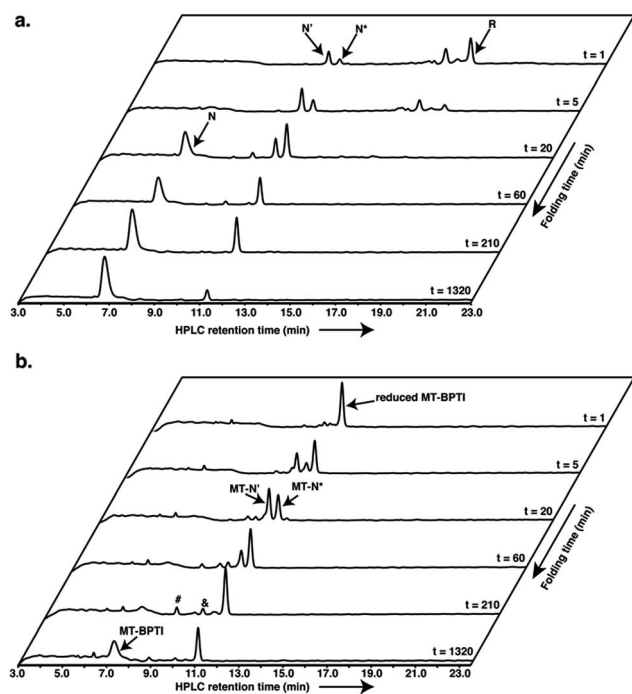 a.
N'
N*
R
t = 1
t = 5
N
t = 20
t = 60
t = 210
t = 1320
Folding time (min)
3.0 5.0 7.0 9.0 11.0 13.0 15.0 17.0 19.0 21.0 23.0
HPLC retention time (min)
b.
reduced MT-BPTI
t = 1
t = 5
MT-N'
MT-N*
t = 20
t = 60
#
&
t = 210
MT-BPTI
t = 1320
Folding time (min)
3.0 5.0 7.0 9.0 11.0 13.0 15.0 17.0 19.0 21.0 23.0
HPLC retention time (min)